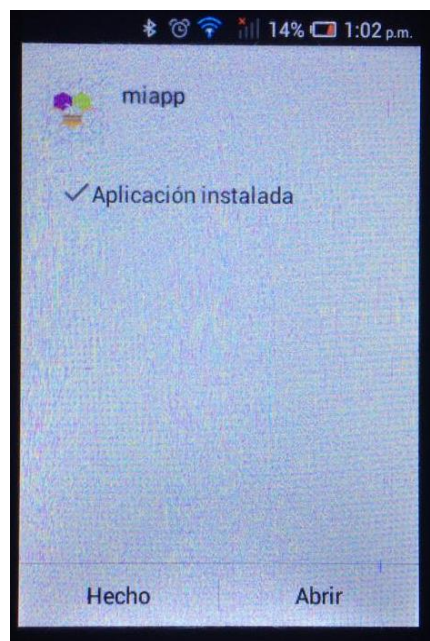 14% 1:02 p.m.
miapp
Aplicación instalada
Hecho
Abrir